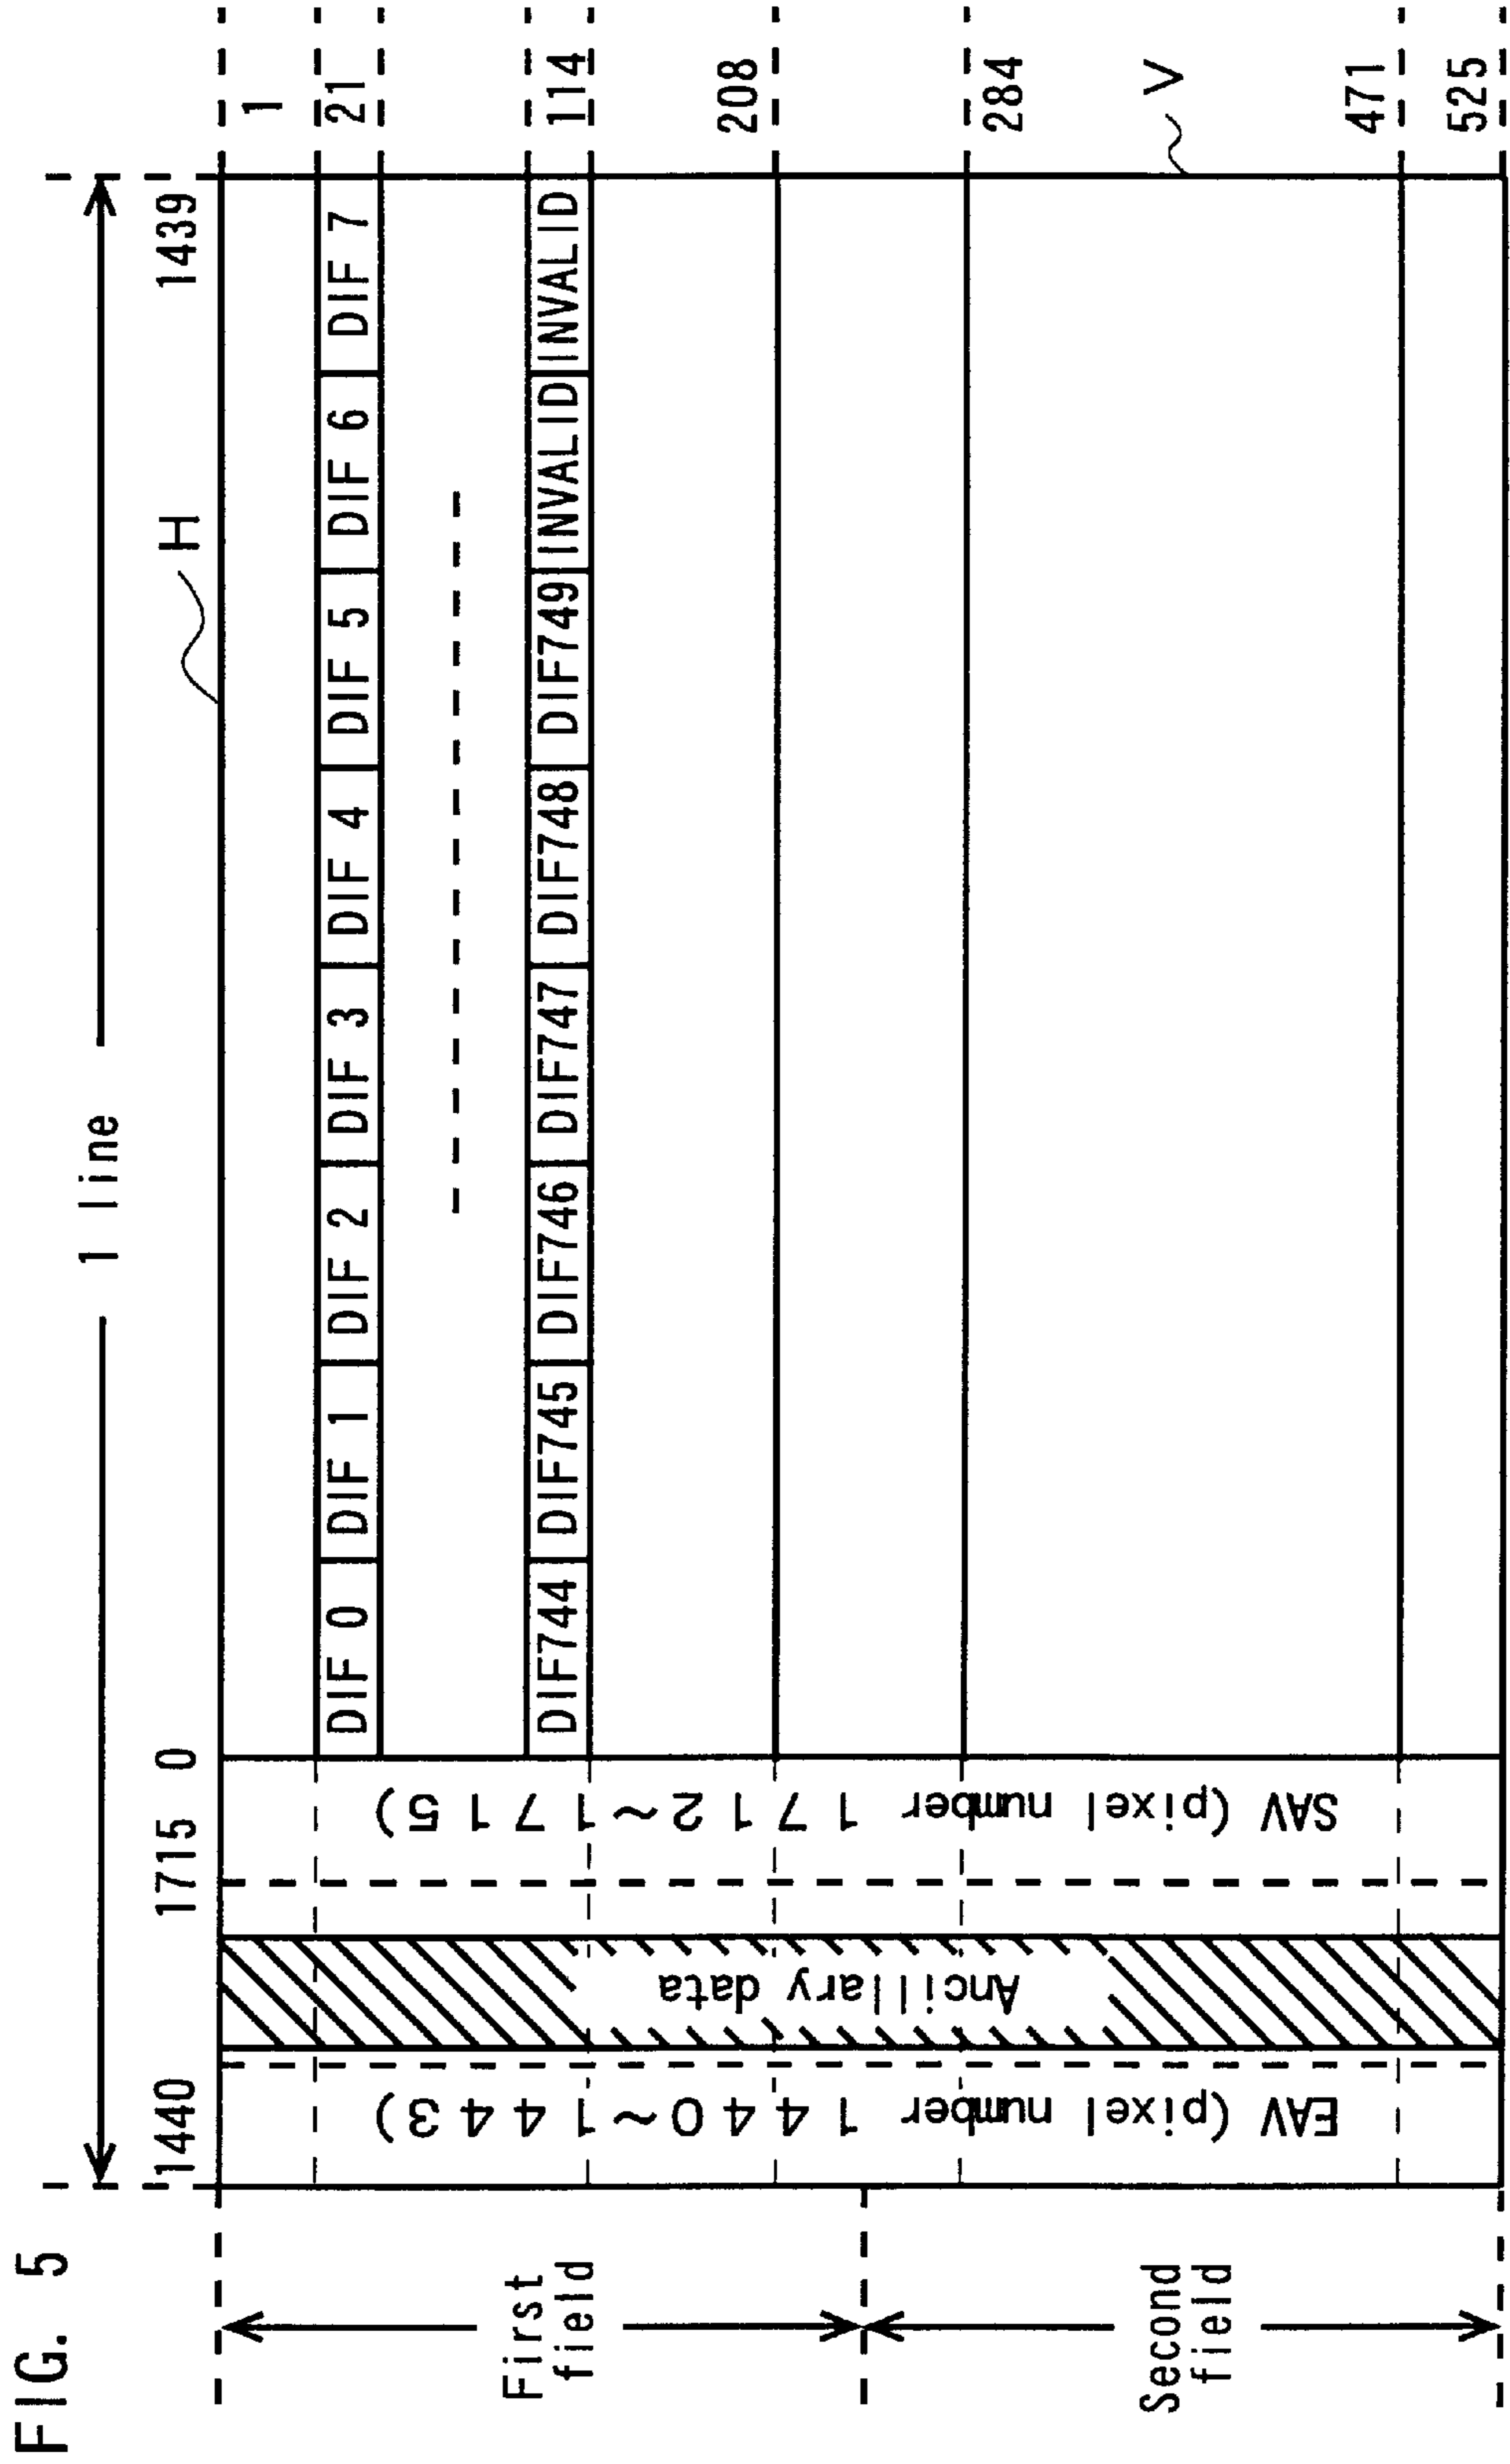 FIG. 5
1 line
1440
1715
0
H
1439
1
DIF 0 DIF 1 DIF 2 DIF 3 DIF 4 DIF 5 DIF 6 DIF 7
21
DIF744 DIF745 DIF746 DIF747 DIF748 DIF749 INVALID INVALID
114
208
284
V
471
525
First
field
Second
field
EAV (pixel number 1440~1443)
Ancillary data
SAV (pixel number 1712~1715)